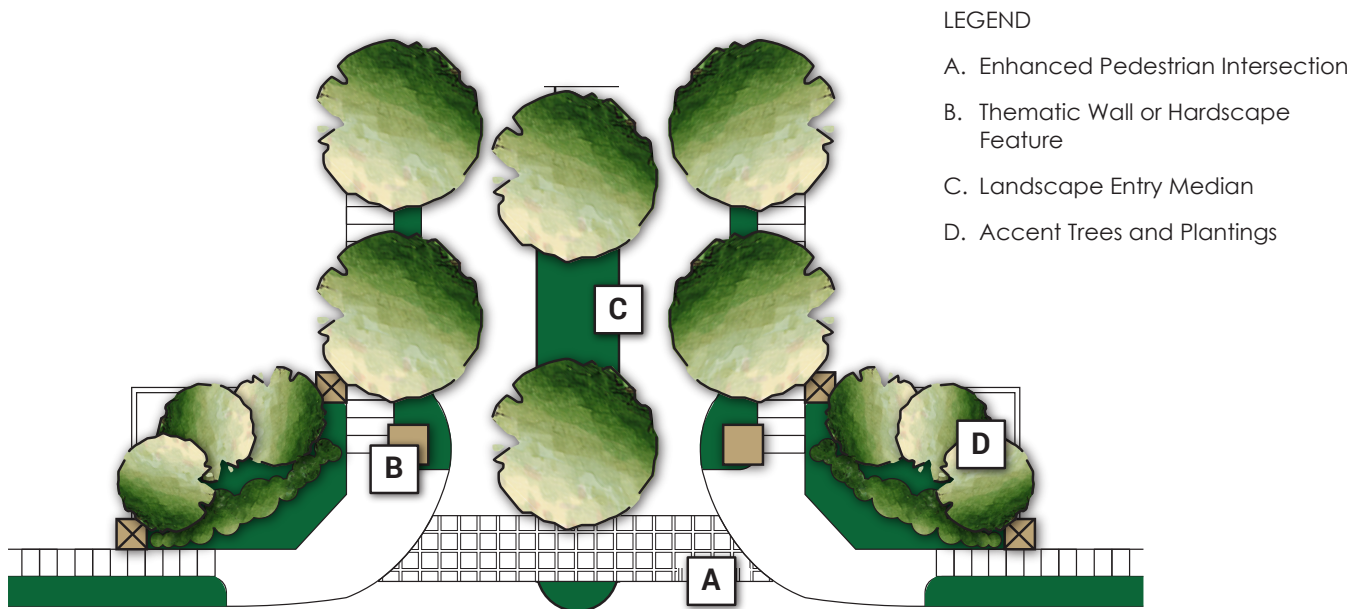 LEGEND
A. Enhanced Pedestrian Intersection
B. Thematic Wall or Hardscape
Feature
C. Landscape Entry Median
D. Accent Trees and Plantings
C
D
B
A